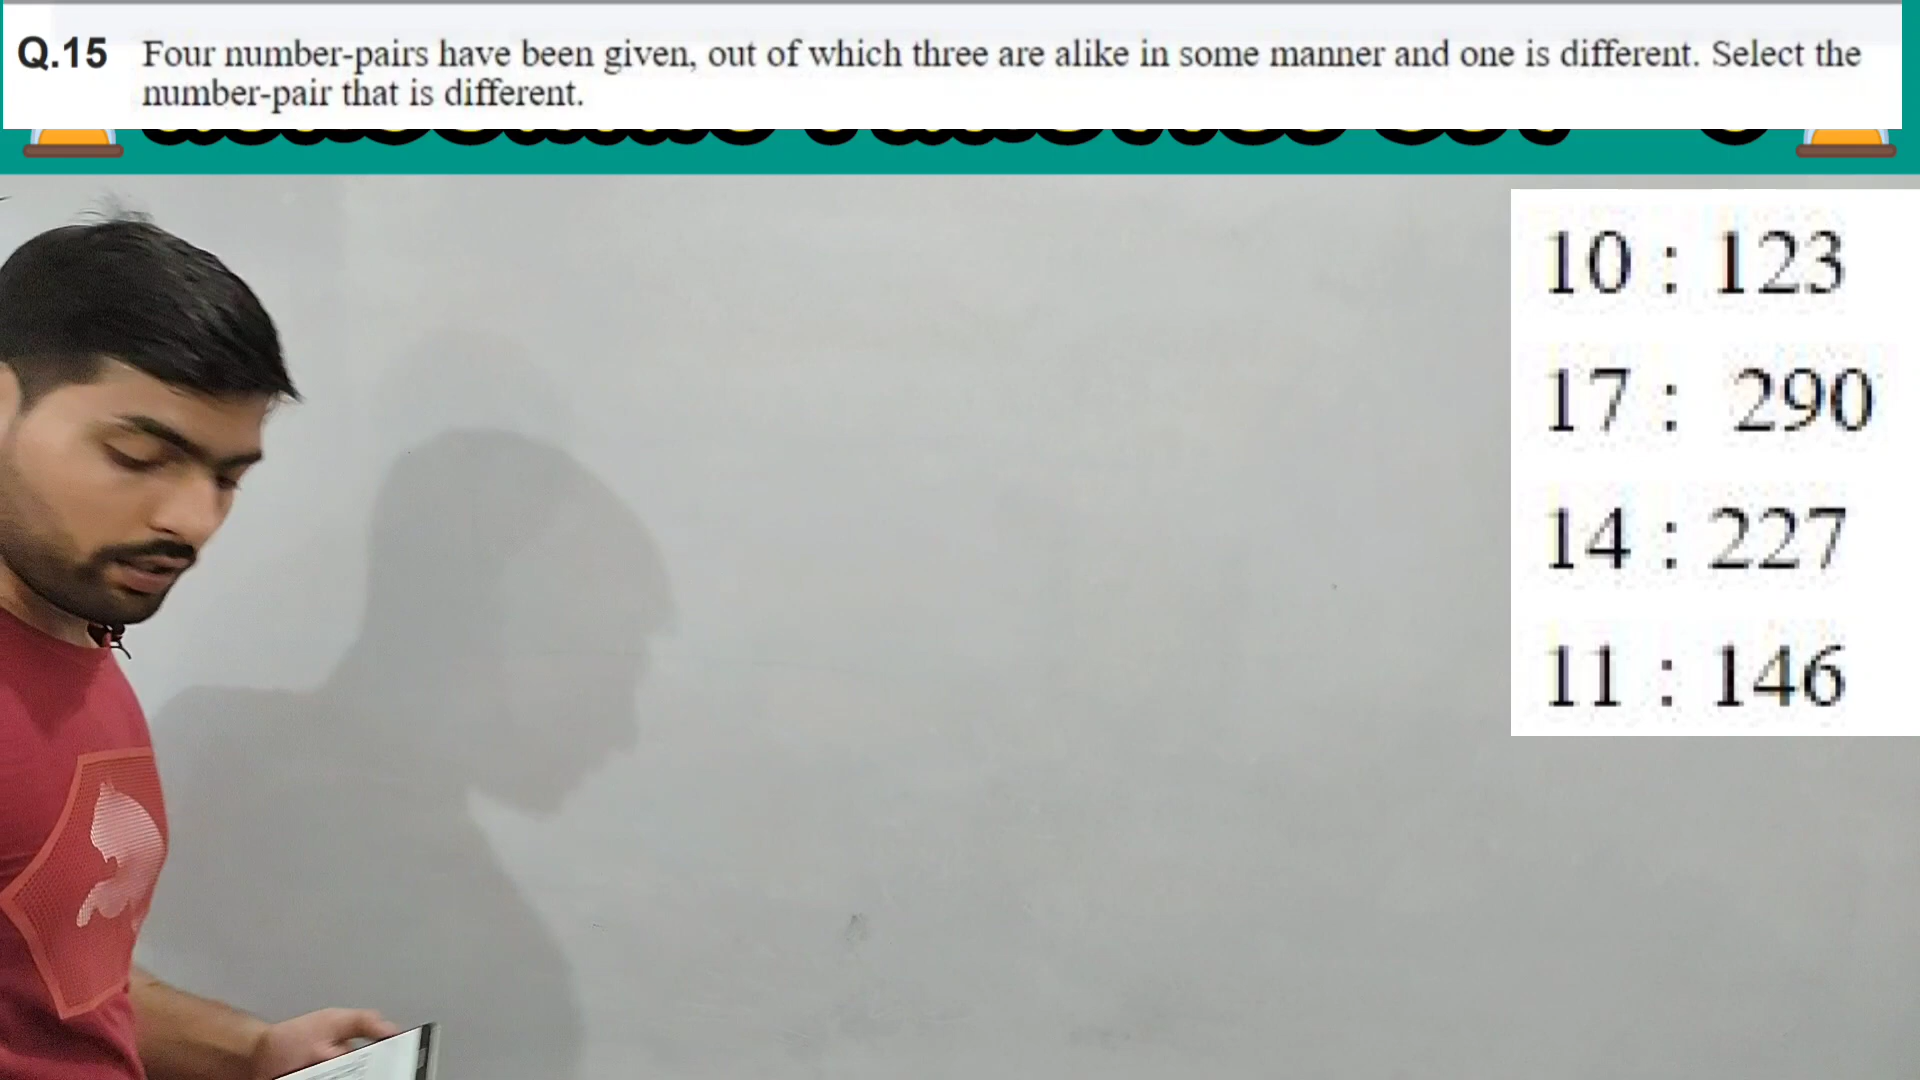 Q.15 Four number-pairs have been given, out of which three are alike in some manner and one is different. Select the
number-pair that is different.
10 : 123
17 : 290
14 : 227
11 : 146